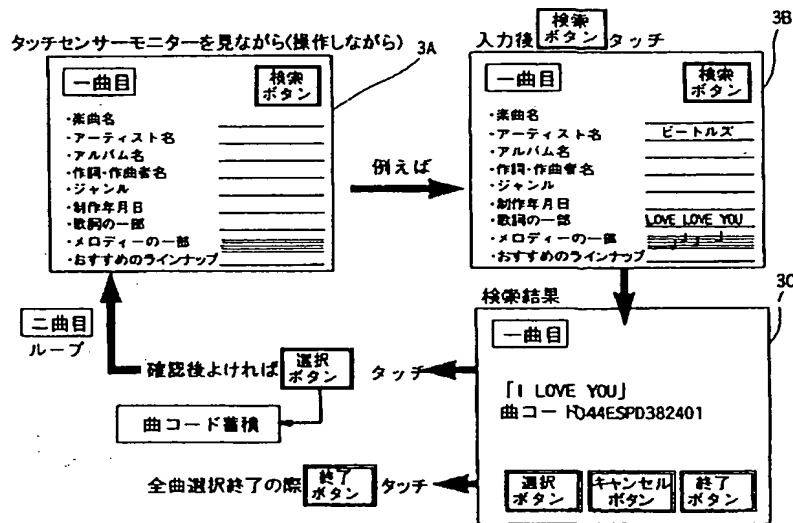 タッチセンサーモニターを見ながら(操作しながら)
3A
一曲目
検索
ボタン
・楽曲名
・アーティスト名
・アルバム名
・作詞・作曲者名
・ジャンル
・制作年月日
・歌詞の一部
・メロディーの一部
・おすすめのラインナップ
例えば
入力後 検索ボタン タッチ
3B
一曲目
検索
ボタン
・楽曲名
・アーティスト名 ビートルズ
・アルバム名
・作詞・作曲者名
・ジャンル
・制作年月日
・歌詞の一部 LOVE LOVE YOU
・メロディーの一部
・おすすめのラインナップ
検索結果
3C
一曲目
「I LOVE YOU」
曲コードD44ESPD382401
選択
ボタン
キャンセル
ボタン
終了
ボタン
二曲目
ループ
確認後よければ 選択ボタン タッチ
曲コード蓄積
全曲選択終了の際 終了ボタン タッチ